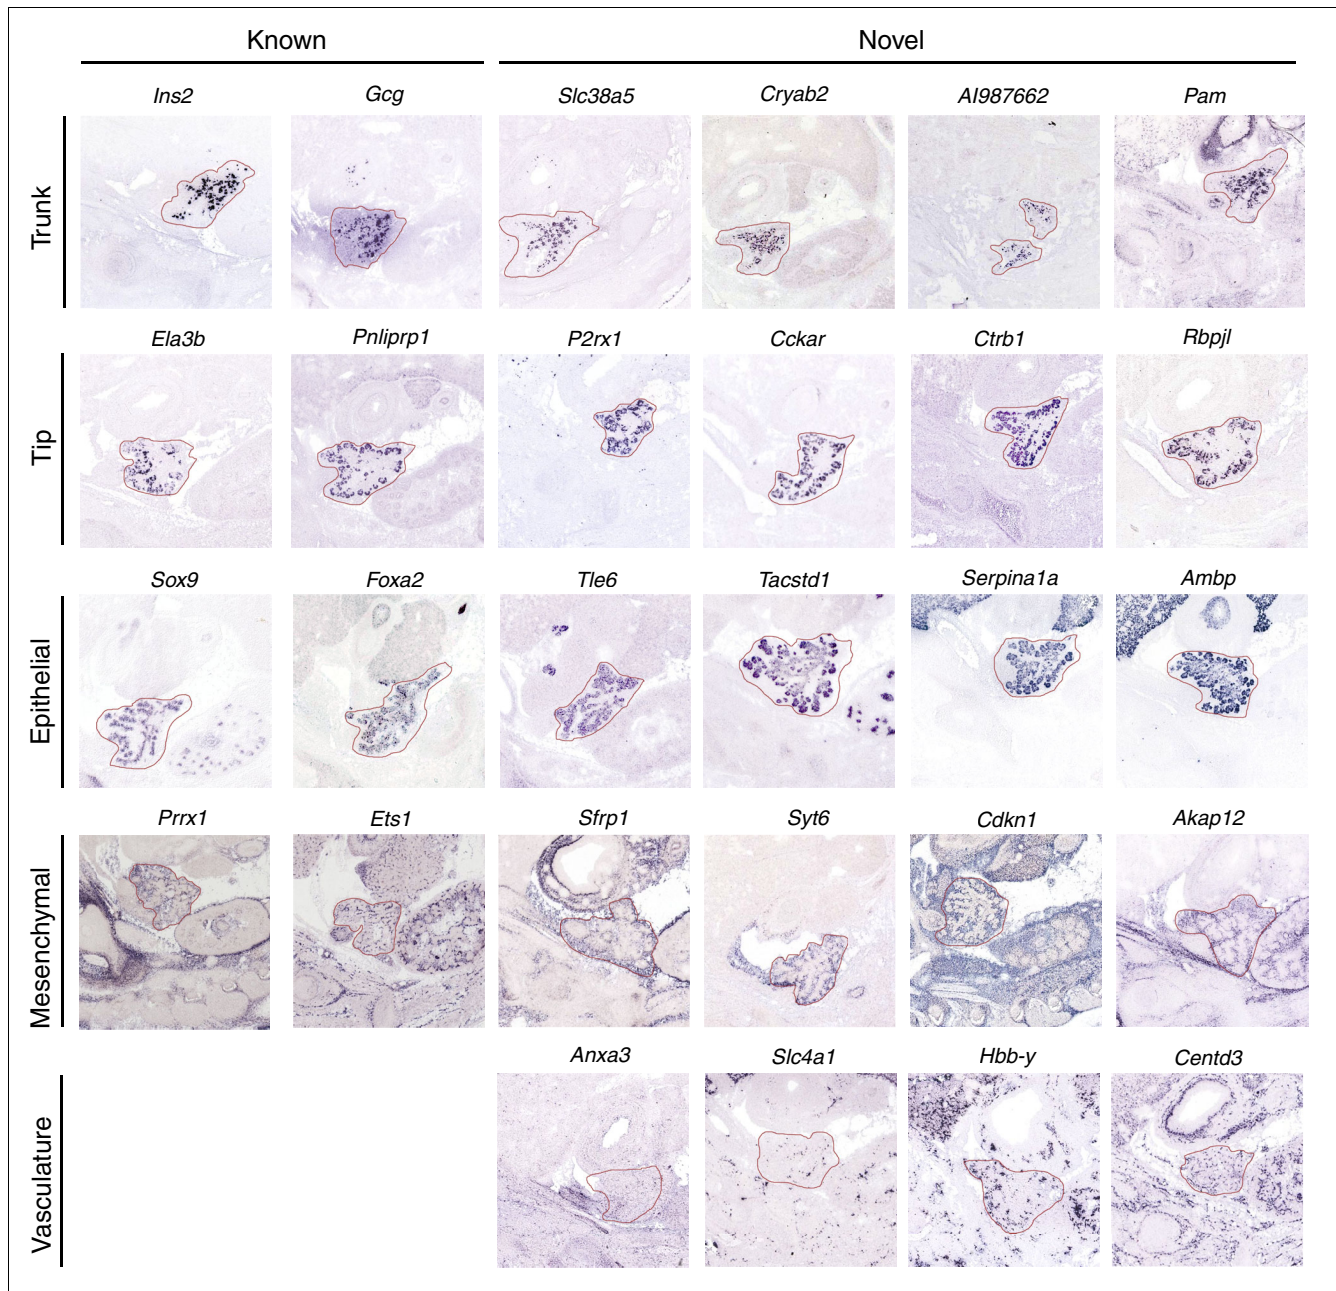 Known Novel
Ins2 Gcg Slc38a5 Cryab2 AI987662 Pam
Trunk
Ela3b Pnliprp1 P2rx1 Cckar Ctrb1 Rbpjl
Tip
Sox9 Foxa2 Tle6 Tacstd1 Serpina1a Ambp
Epithelial
Prrx1 Ets1 Sfrp1 Syt6 Cdkn1 Akap12
Mesenchymal
Anxa3 Slc4a1 Hbb-y Centd3
Vasculature